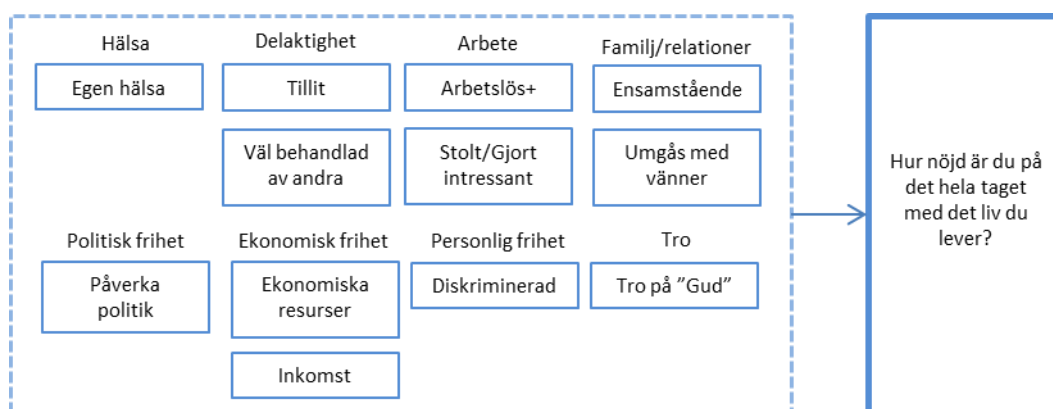 Hälsa
Egen hälsa
Delaktighet
Tillit
Väl behandlad
av andra
Arbete
Arbetslös+
Stolt/Gjort
intressant
Familj/relationer
Ensamstående
Umgås med
vänner
Politisk frihet
Påverka
politik
Ekonomisk frihet
Ekonomiska
resurser
Inkomst
Personlig frihet
Diskriminerad
Tro
Tro på ”Gud”
Hur nöjd är du på
det hela taget
med det liv du
lever?